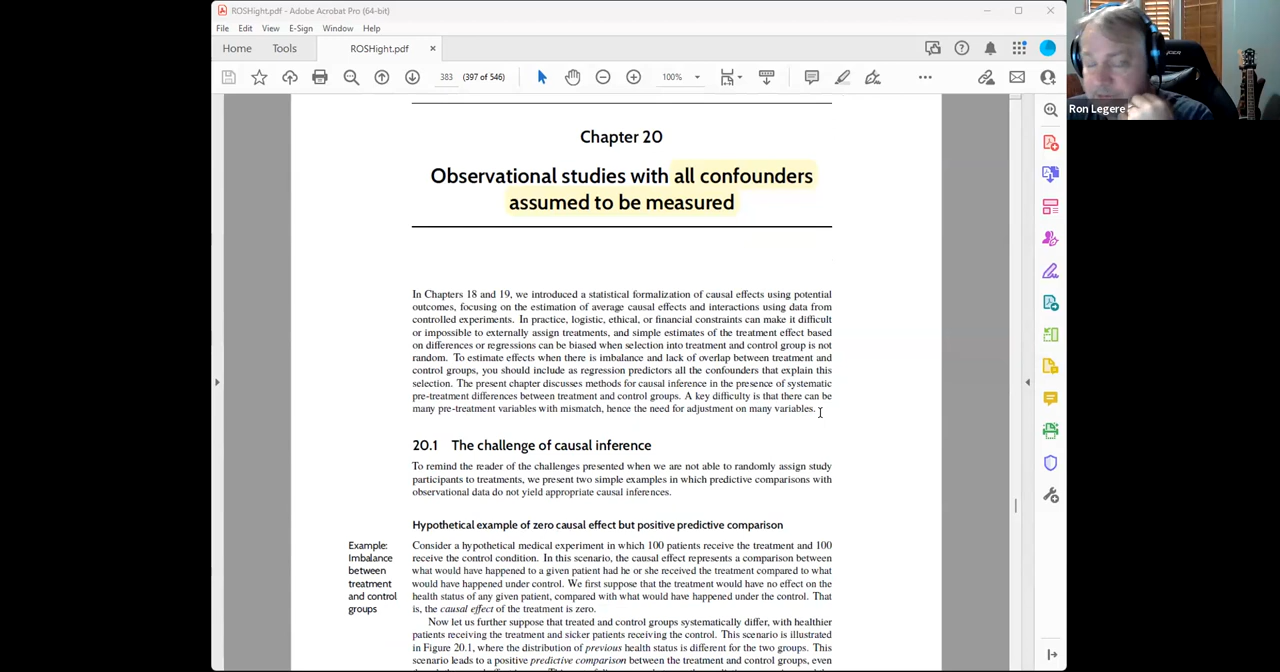 ROSHight.pdf - Adobe Acrobat Pro (64-bit)
File Edit View E-Sign Window Help
Home Tools ROSHight.pdf ×
383 (397 of 546) 100%
Ron Legere
Chapter 20
Observational studies with all confounders
assumed to be measured
In Chapters 18 and 19, we introduced a statistical formalization of causal effects using potential
outcomes, focusing on the estimation of average causal effects and interactions using data from
controlled experiments. In practice, logistic, ethical, or financial constraints can make it difficult
or impossible to externally assign treatments, and simple estimates of the treatment effect based
on differences or regressions can be biased when selection into treatment and control group is not
random. To estimate effects when there is imbalance and lack of overlap between treatment and
control groups, you should include as regression predictors all the confounders that explain this
selection. The present chapter discusses methods for causal inference in the presence of systematic
pre-treatment differences between treatment and control groups. A key difficulty is that there can be
many pre-treatment variables with mismatch, hence the need for adjustment on many variables.
20.1 The challenge of causal inference
To remind the reader of the challenges presented when we are not able to randomly assign study
participants to treatments, we present two simple examples in which predictive comparisons with
observational data do not yield appropriate causal inferences.
Hypothetical example of zero causal effect but positive predictive comparison
Example:
Imbalance
between
treatment
and control
groups
Consider a hypothetical medical experiment in which 100 patients receive the treatment and 100
receive the control condition. In this scenario, the causal effect represents a comparison between
what would have happened to a given patient had he or she received the treatment compared to what
would have happened under control. We first suppose that the treatment would have no effect on the
health status of any given patient, compared with what would have happened under the control. That
is, the causal effect of the treatment is zero.
Now let us further suppose that treated and control groups systematically differ, with healthier
patients receiving the treatment and sicker patients receiving the control. This scenario is illustrated
in Figure 20.1, where the distribution of previous health status is different for the two groups. This
scenario leads to a positive predictive comparison between the treatment and control groups, even